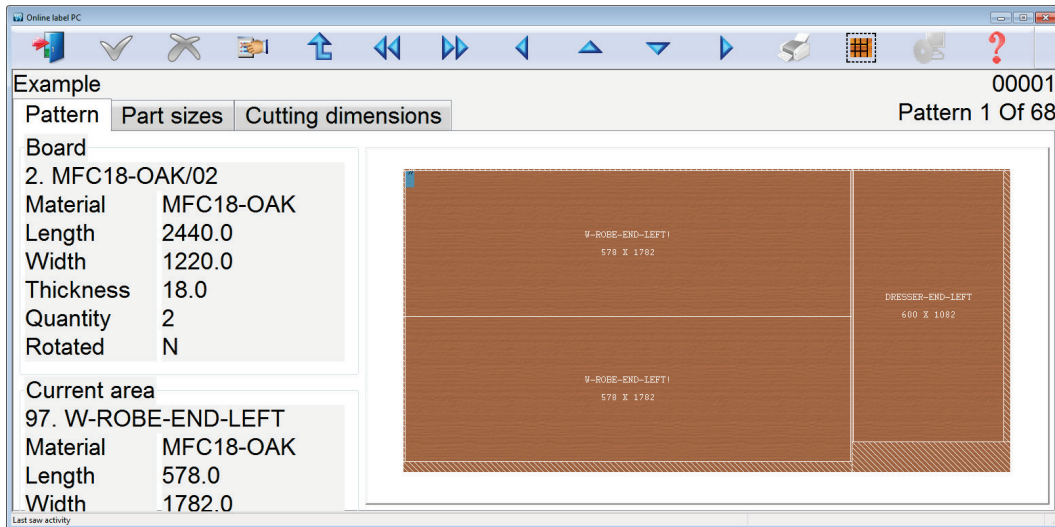 Online label PC
?
Example 00001
Pattern Part sizes Cutting dimensions Pattern 1 Of 68
Board
2. MFC18-OAK/02
Material MFC18-OAK
Length 2440.0
Width 1220.0
Thickness 18.0
Quantity 2
Rotated N
Current area
97. W-ROBE-END-LEFT
Material MFC18-OAK
Length 578.0
Width 1782.0
W-ROBE-END-LEFT!
578 X 1782
DRESSER-END-LEFT
600 X 1082
W-ROBE-END-LEFT!
578 X 1782
Last saw activity